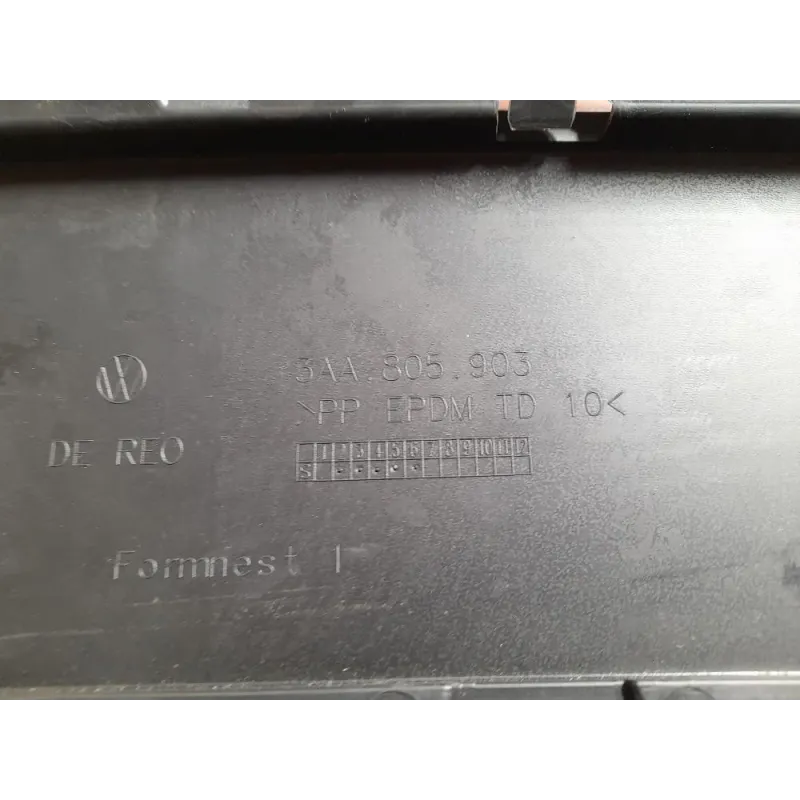 3AA.805.903
>PP EPDM TD 10<
DE REO
1 2 3 4 5 6 7 8 9 10 11 12
S
Formnest 1